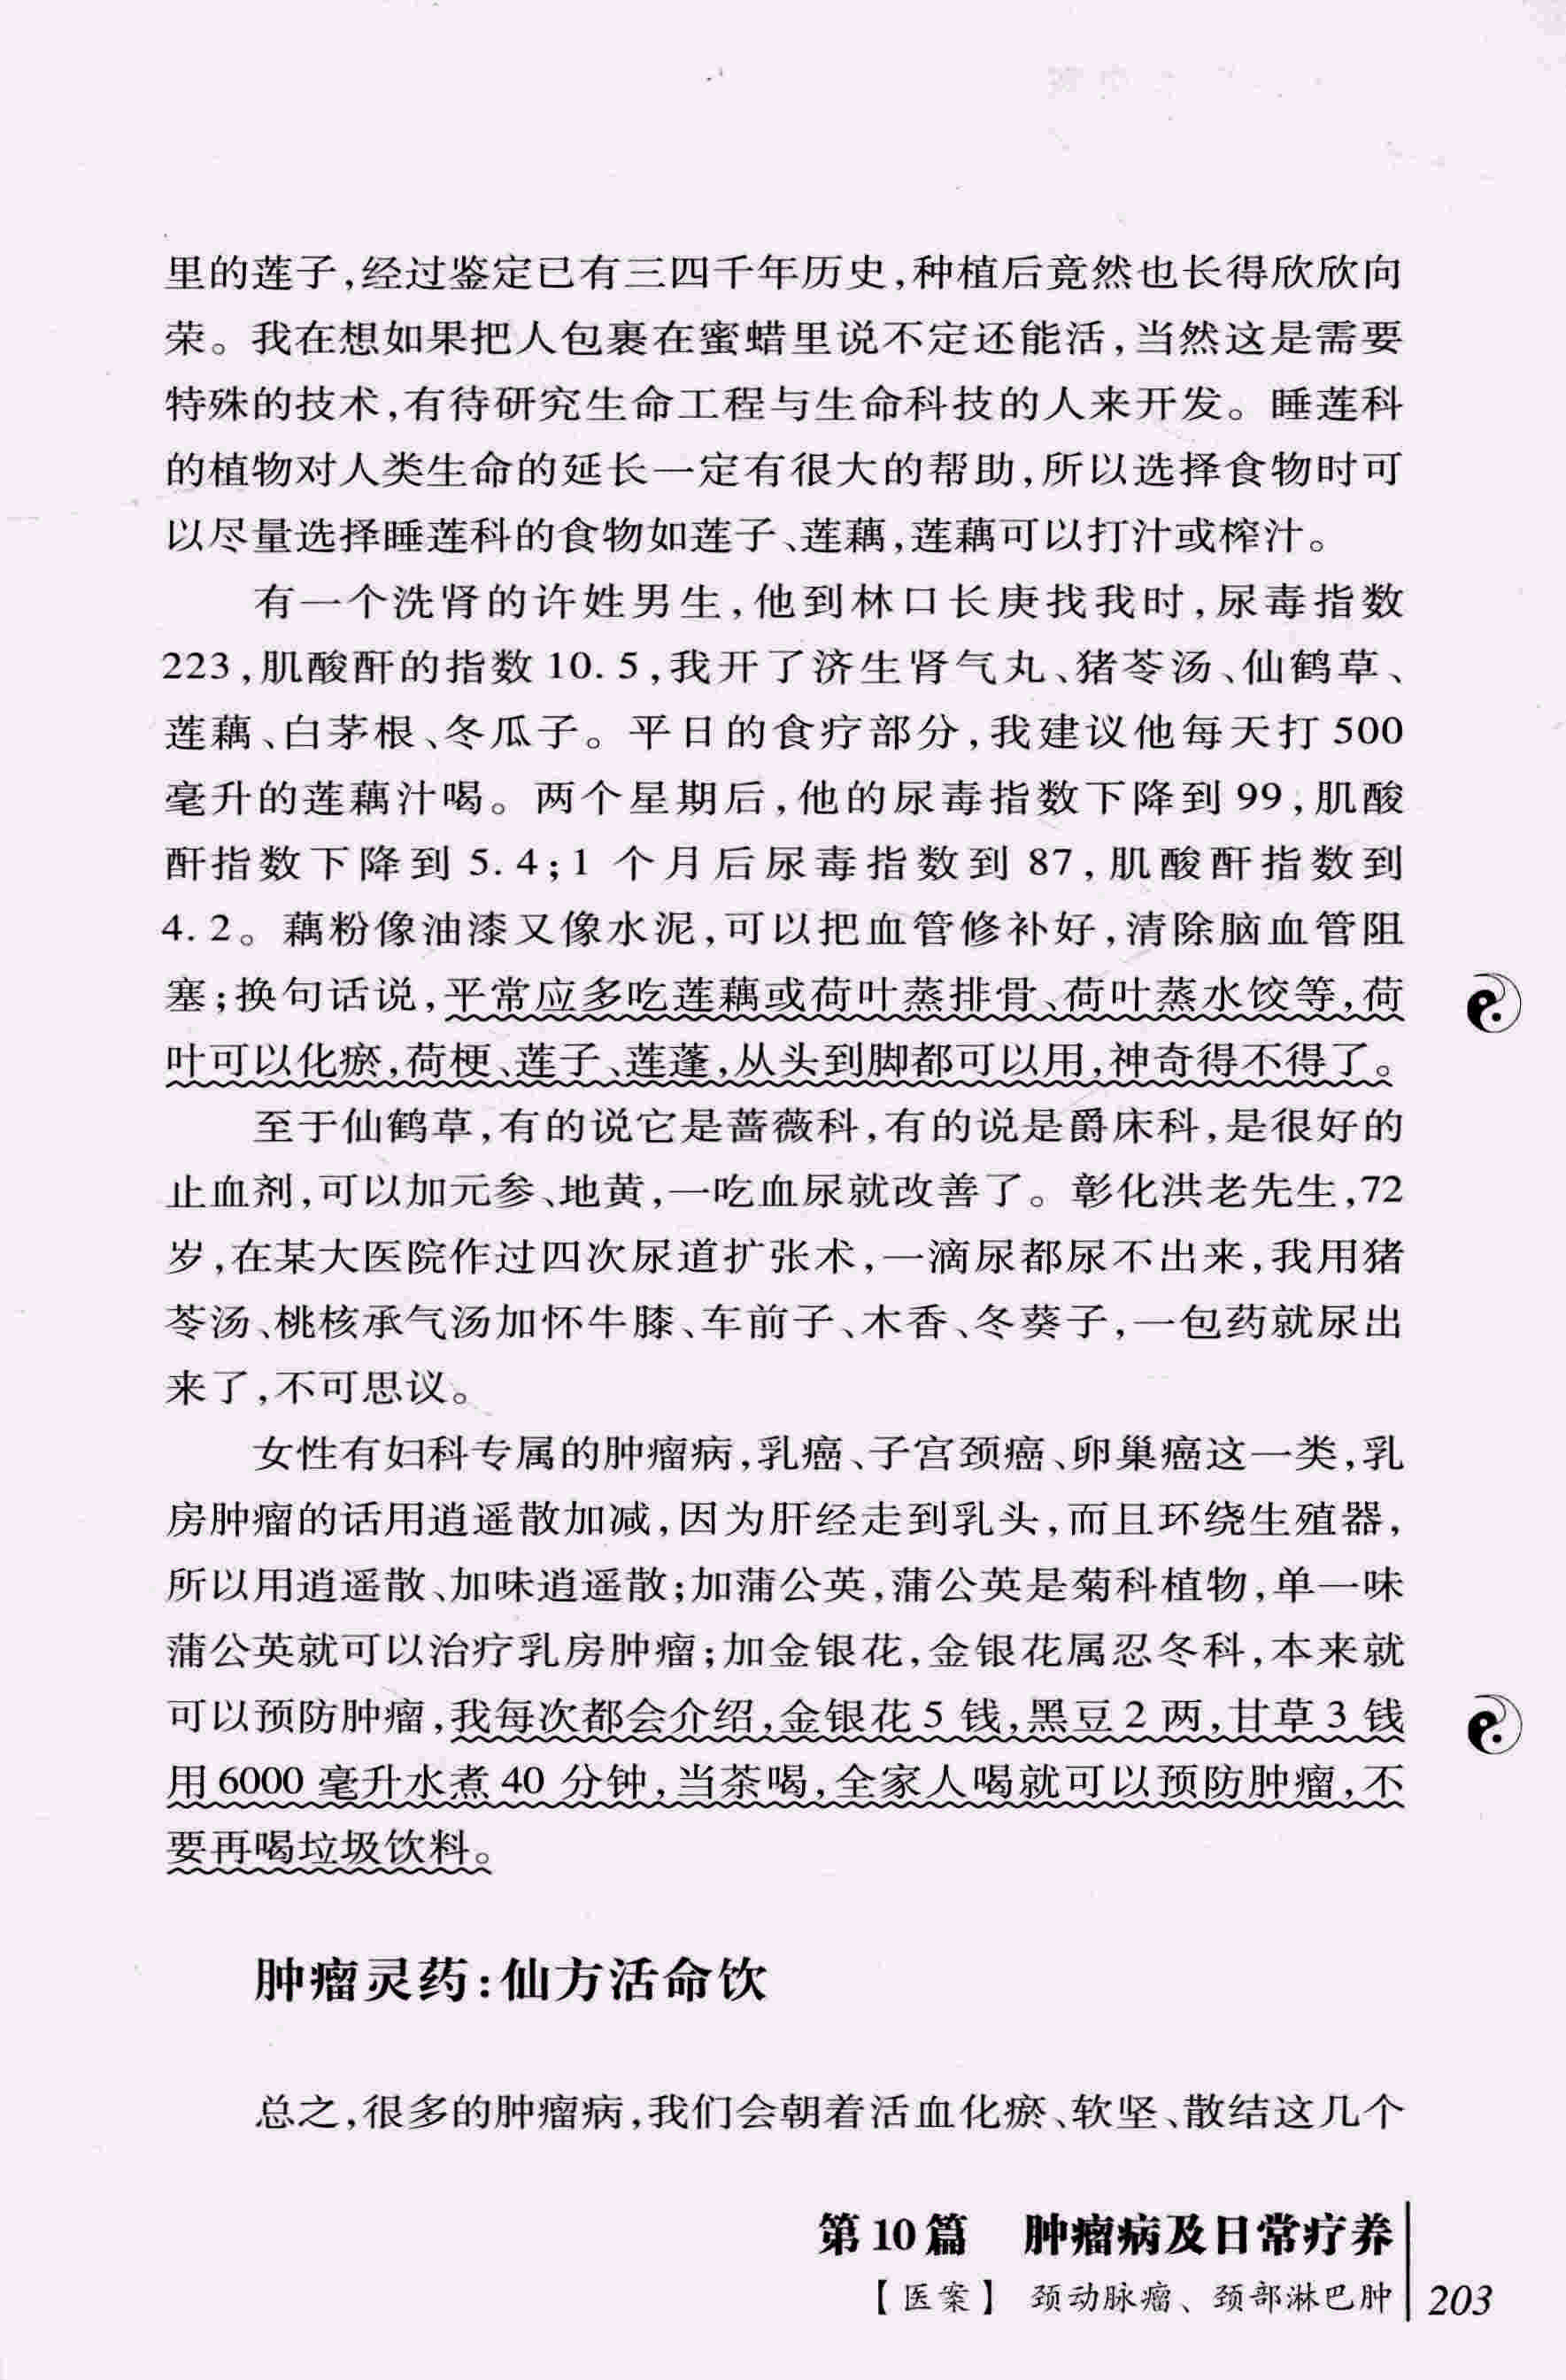 里的莲子,经过鉴定已有三四千年历史,种植后竟然也长得欣欣向
荣。我在想如果把人包裹在蜜蜡里说不定还能活,当然这是需要
特殊的技术,有待研究生命工程与生命科技的人来开发。睡莲科
的植物对人类生命的延长一定有很大的帮助,所以选择食物时可
以尽量选择睡莲科的食物如莲子、莲藕,莲藕可以打汁或榨汁。
有一个洗肾的许姓男生,他到林口长庚找我时,尿毒指数
223,肌酸酐的指数 10.5,我开了济生肾气丸、猪苓汤、仙鹤草、
莲藕、白茅根、冬瓜子。平日的食疗部分,我建议他每天打 500
毫升的莲藕汁喝。两个星期后,他的尿毒指数下降到 99,肌酸
酐指数下降到 5.4;1 个月后尿毒指数到 87,肌酸酐指数到
4.2。藕粉像油漆又像水泥,可以把血管修补好,清除脑血管阻
塞;换句话说,平常应多吃莲藕或荷叶蒸排骨、荷叶蒸水饺等,荷
叶可以化瘀,荷梗、莲子、莲蓬,从头到脚都可以用,神奇得不得了。
至于仙鹤草,有的说它是蔷薇科,有的说是爵床科,是很好的
止血剂,可以加元参、地黄,一吃血尿就改善了。彰化洪老先生,72
岁,在某大医院作过四次尿道扩张术,一滴尿都尿不出来,我用猪
苓汤、桃核承气汤加怀牛膝、车前子、木香、冬葵子,一包药就尿出
来了,不可思议。
女性有妇科专属的肿瘤病,乳癌、子宫颈癌、卵巢癌这一类,乳
房肿瘤的话用逍遥散加减,因为肝经走到乳头,而且环绕生殖器,
所以用逍遥散、加味逍遥散;加蒲公英,蒲公英是菊科植物,单一味
蒲公英就可以治疗乳房肿瘤;加金银花,金银花属忍冬科,本来就
可以预防肿瘤,我每次都会介绍,金银花 5 钱,黑豆 2 两,甘草 3 钱
用 6000 毫升水煮 40 分钟,当茶喝,全家人喝就可以预防肿瘤,不
要再喝垃圾饮料。
肿瘤灵药:仙方活命饮
总之,很多的肿瘤病,我们会朝着活血化瘀、软坚、散结这几个
第 10 篇 肿瘤病及日常疗养
【医案】 颈动脉瘤、颈部淋巴肿
203